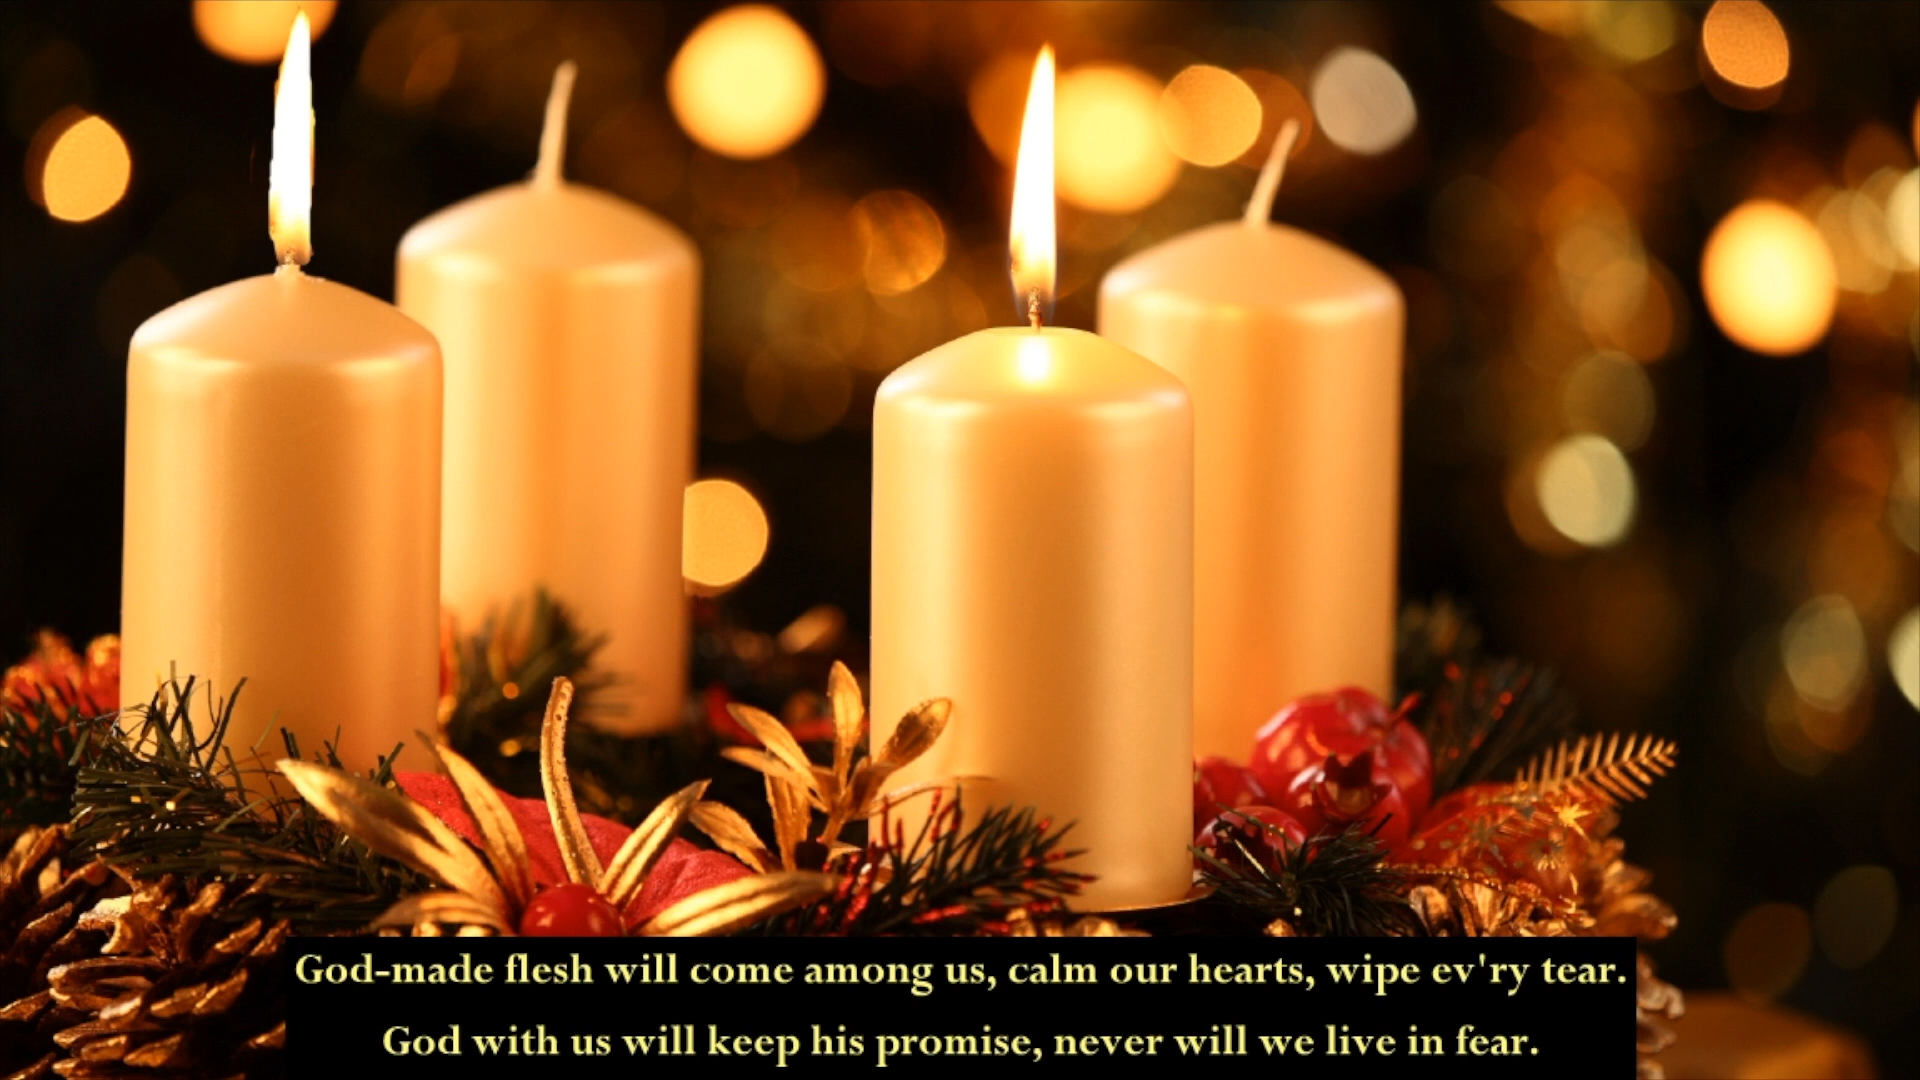 God-made flesh will come among us, calm our hearts, wipe ev'ry tear.
God with us will keep his promise, never will we live in fear.